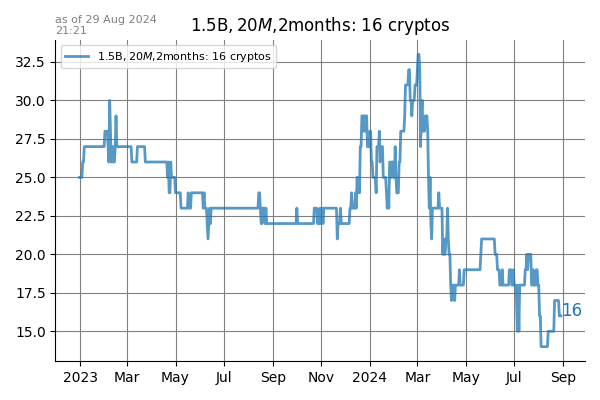 as of 29 Aug 2024
21:21
1.5B, 20M,2months: 16 cryptos
1.5B, 20M,2months: 16 cryptos
32.5
30.0
27.5
25.0
22.5
20.0
17.5
15.0
16
2023 Mar May Jul Sep Nov 2024 Mar May Jul Sep